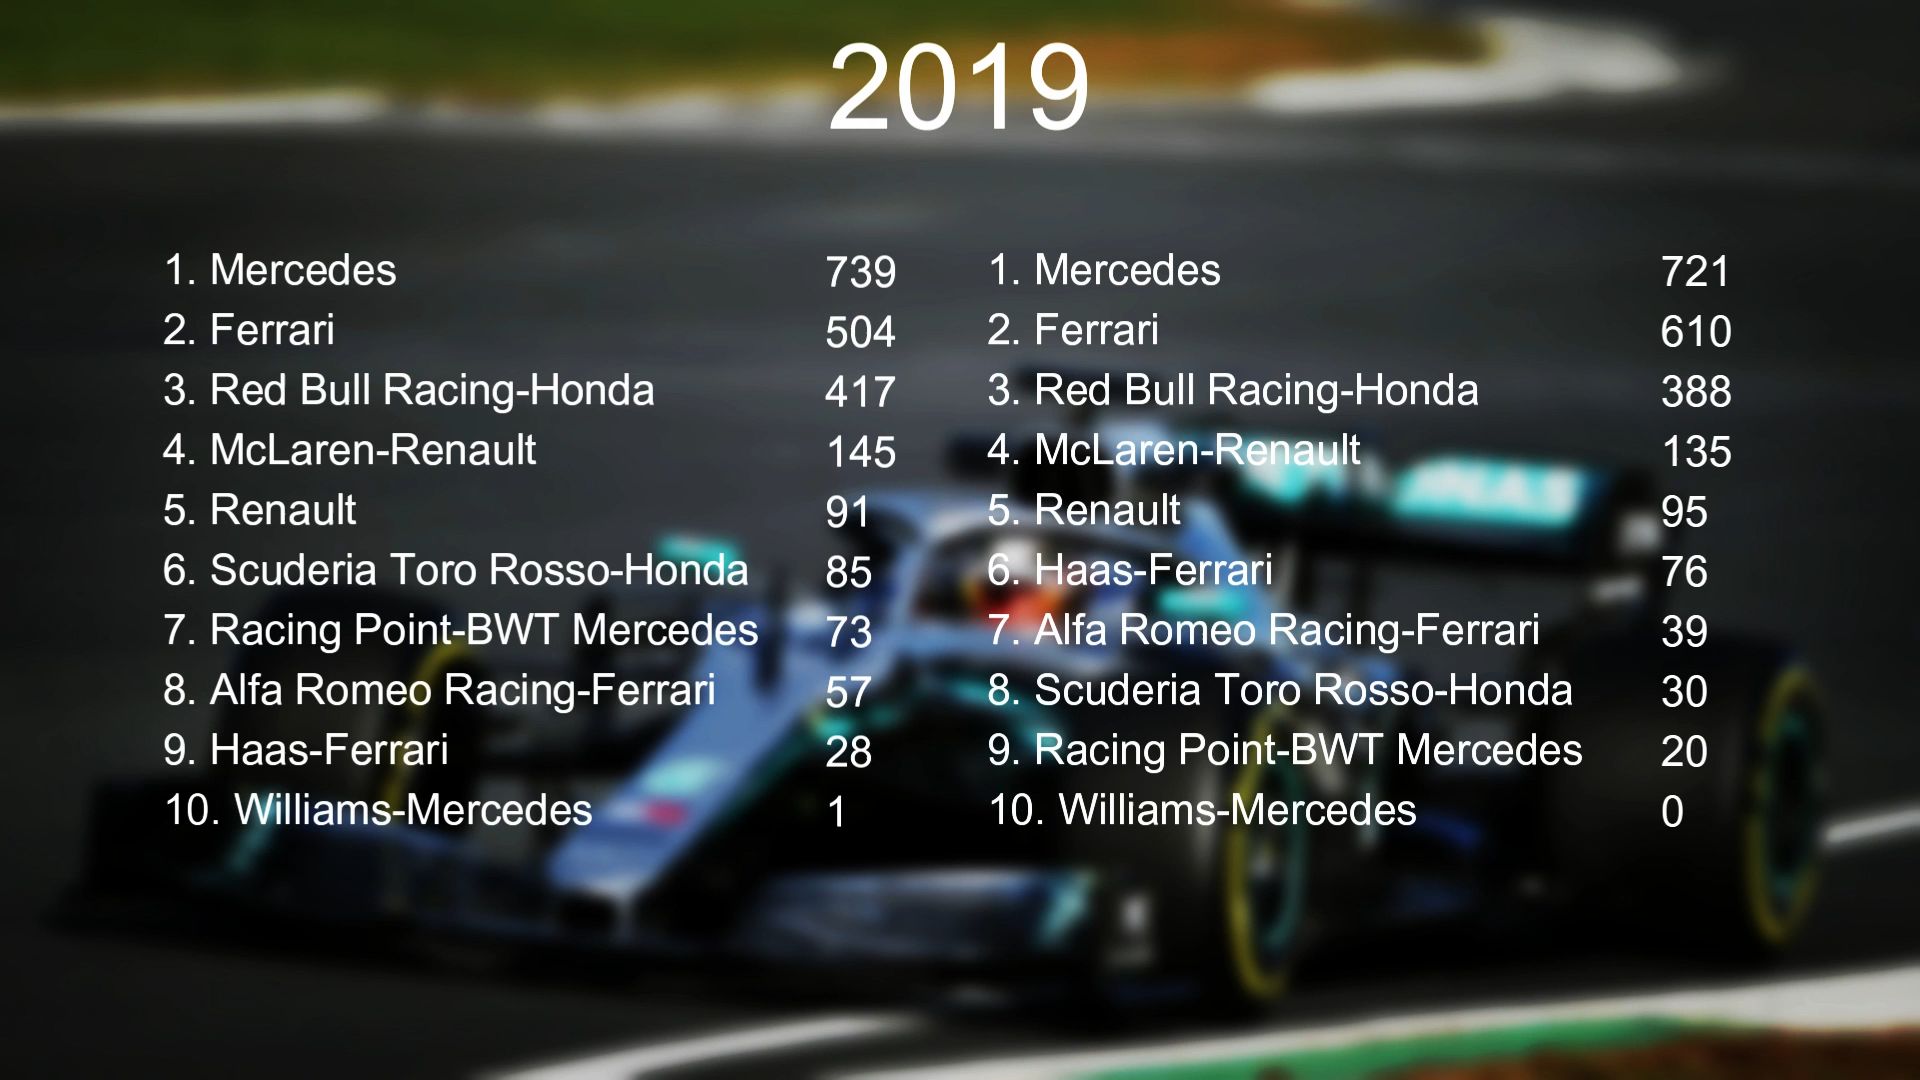 2019
1. Mercedes 739
2. Ferrari 504
3. Red Bull Racing-Honda 417
4. McLaren-Renault 145
5. Renault 91
6. Scuderia Toro Rosso-Honda 85
7. Racing Point-BWT Mercedes 73
8. Alfa Romeo Racing-Ferrari 57
9. Haas-Ferrari 28
10. Williams-Mercedes 1
1. Mercedes 721
2. Ferrari 610
3. Red Bull Racing-Honda 388
4. McLaren-Renault 135
5. Renault 95
6. Haas-Ferrari 76
7. Alfa Romeo Racing-Ferrari 39
8. Scuderia Toro Rosso-Honda 30
9. Racing Point-BWT Mercedes 20
10. Williams-Mercedes 0